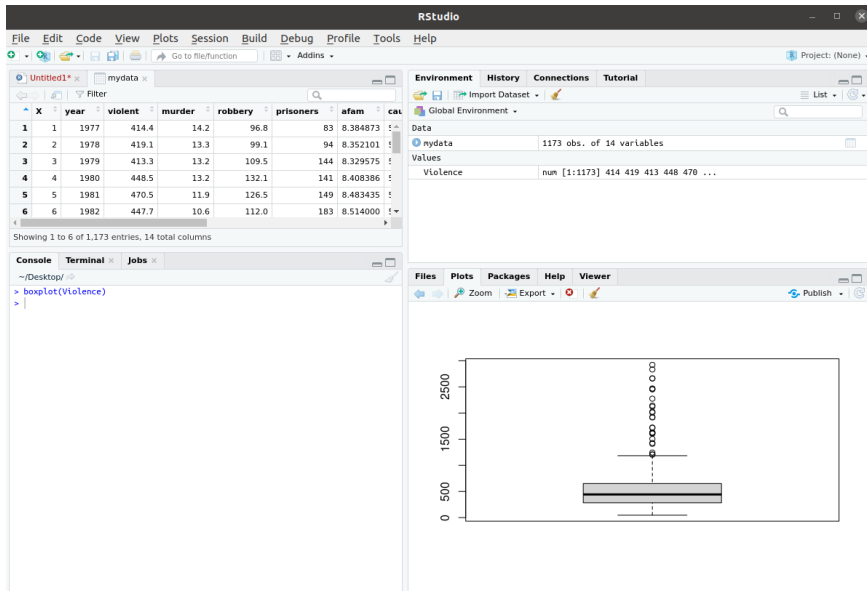 RStudio
File Edit Code View Plots Session Build Debug Profile Tools Help
Go to file/function Addins Project: (None)
Untitled1* mydata
Filter
X year violent murder robbery prisoners afam cau
1 1 1977 414.4 14.2 96.8 83 8.384873
2 2 1978 419.1 13.3 99.1 94 8.352101
3 3 1979 413.3 13.2 109.5 144 8.329575
4 4 1980 448.5 13.2 132.1 141 8.408386
5 5 1981 470.5 11.9 126.5 149 8.483435
6 6 1982 447.7 10.6 112.0 183 8.514000
Showing 1 to 6 of 1,173 entries, 14 total columns
Console Terminal Jobs
~/Desktop/
> boxplot(Violence)
>
Environment History Connections Tutorial
Import Dataset List
Global Environment
Data
mydata 1173 obs. of 14 variables
Values
Violence num [1:1173] 414 419 413 448 470 ...
Files Plots Packages Help Viewer
Zoom Export Publish
2500
1500
500
0